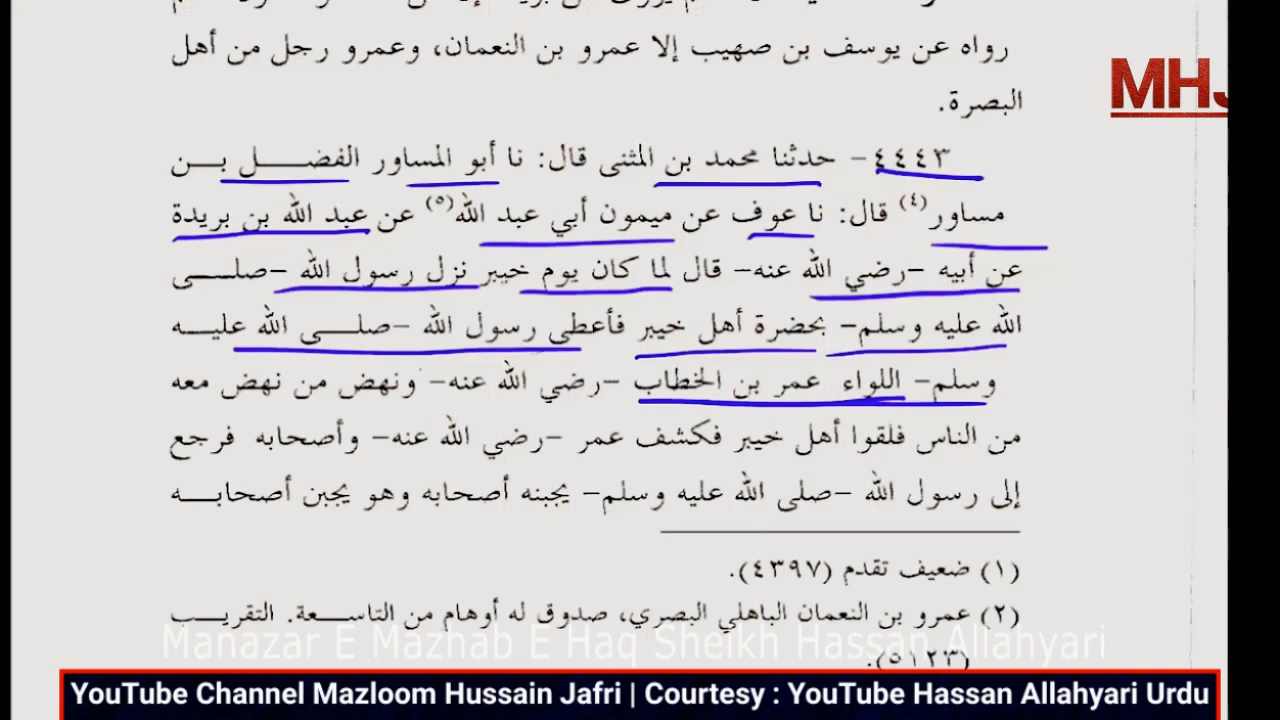 رواه عن يوسف بن صهيب إلا عمرو بن النعمان، وعمرو رجل من أهل
البصرة.
٤٤٤٣- حدثنا محمد بن المثنى قال: نا أبو المساور الفضل بن
مساور(٤) قال: نا عوف عن ميمون أبي عبد الله(٥) عن عبد الله بن بريدة
عن أبيه -رضي الله عنه- قال لما كان يوم خيبر نزل رسول الله -صلى
الله عليه وسلم- بحضرة أهل خيبر فأعطى رسول الله -صلى الله عليه
وسلم- اللواء عمر بن الخطاب -رضي الله عنه- ونهض من نهض معه
من الناس فلقوا أهل خيبر فكشف عمر -رضي الله عنه- وأصحابه فرجع
إلى رسول الله -صلى الله عليه وسلم- يجبنه أصحابه وهو يجبن أصحابه
(١) ضعيف تقدم (٤٣٩٧).
(٢) عمرو بن النعمان الباهلي البصري، صدوق له أوهام من التاسعة. التقريب
(٥١٢٣).
MHJ
Manazar E Mazhab E Haq Sheikh Hassan Allahyari
YouTube Channel Mazloom Hussain Jafri | Courtesy : YouTube Hassan Allahyari Urdu